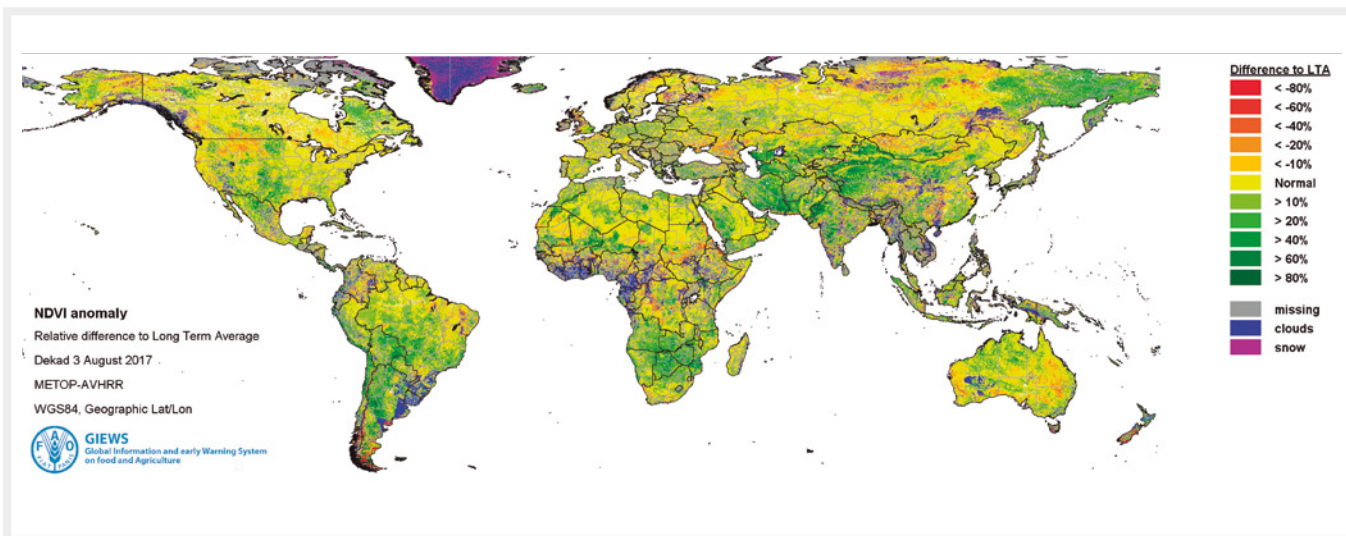 Difference to LTA
< -80%
< -60%
< -40%
< -20%
< -10%
Normal
> 10%
> 20%
> 40%
> 60%
> 80%
missing
clouds
snow
NDVI anomaly
Relative difference to Long Term Average
Dekad 3 August 2017
METOP-AVHRR
WGS84, Geographic Lat/Lon
F A O
FIAT PANIS
GIEWS
Global Information and early Warning System
on food and Agriculture